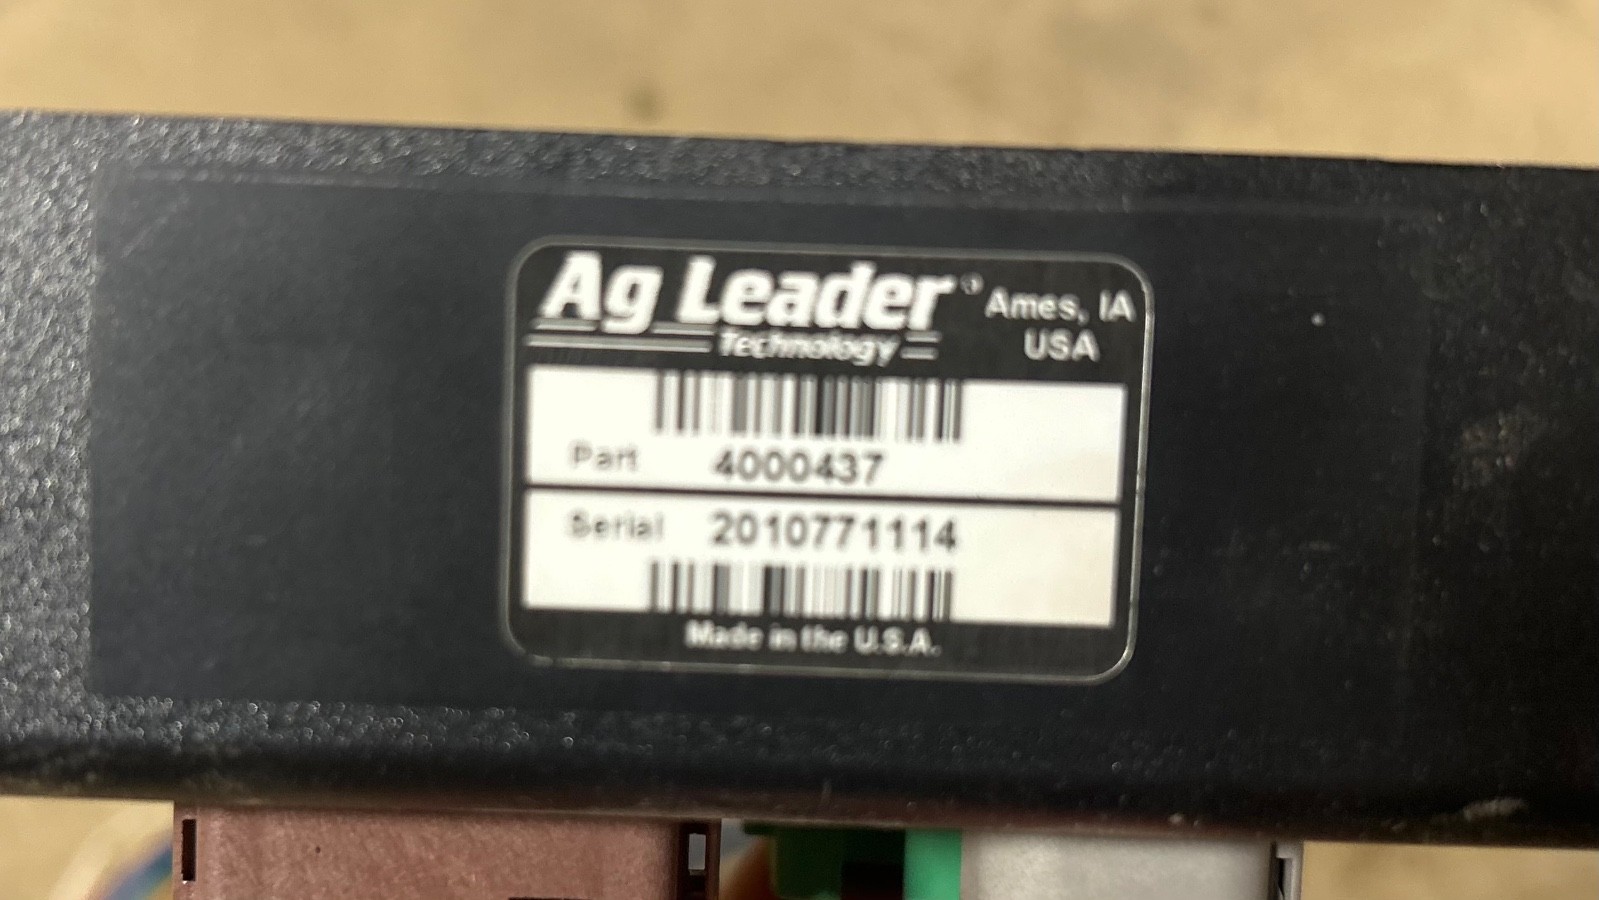 Ag Leader® Ames, IA
Technology USA
Part 4000437
Serial 2010771114
Made in the U.S.A.